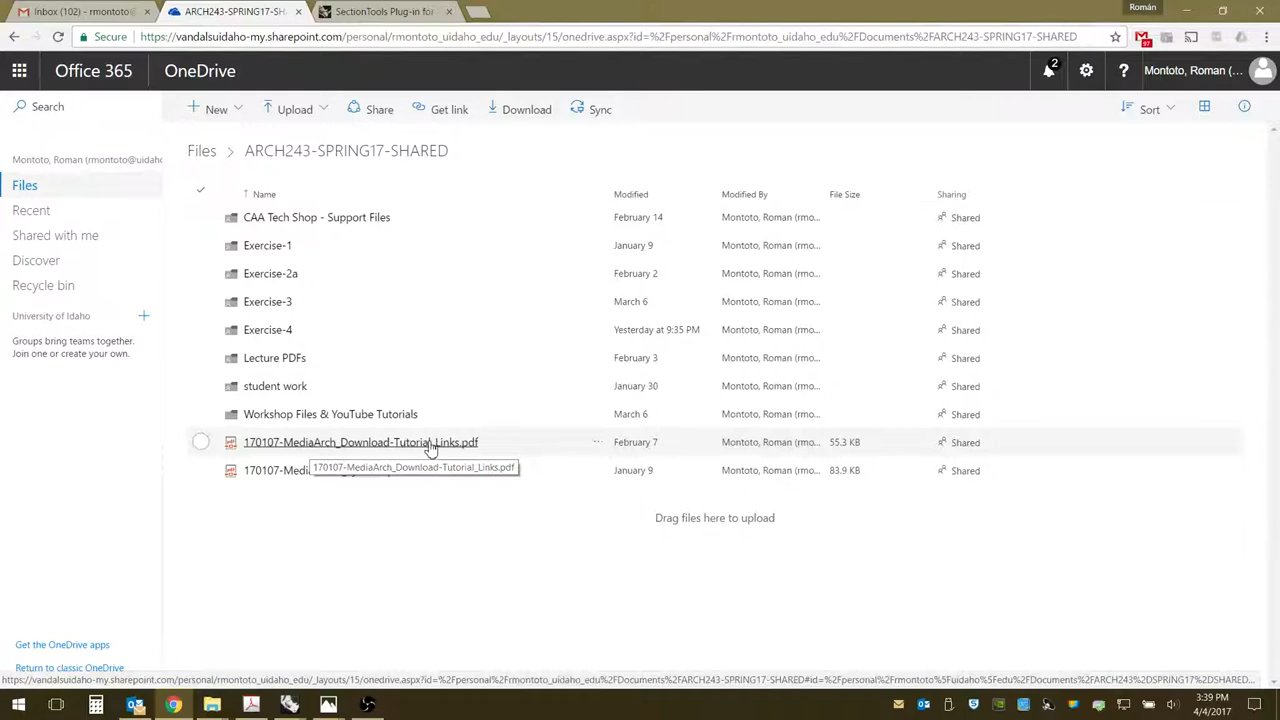 Inbox (102) - rmontoto@
ARCH243-SPRING-17-SH
SectionTools Plug-in for
Román
Secure
https://vandalsuidaho-my.sharepoint.com/personal/rmontoto_uidaho_edu/_layouts/15/onedrive.aspx?id=%2Fpersonal%2Frmontoto_uidaho_edu%2FDocuments%2FARCH243-SPRING17-SHARED
97
Office 365
OneDrive
2
Montoto, Roman (...
Search
New
Upload
Share
Get link
Download
Sync
Sort
Montoto, Roman (rmontoto@uidaho
Files
Recent
Shared with me
Discover
Recycle bin
University of Idaho
Groups bring teams together.
Join one or create your own.
Get the OneDrive apps
Return to classic OneDrive
Files > ARCH243-SPRING17-SHARED
Name Modified Modified By File Size Sharing
CAA Tech Shop - Support Files February 14 Montoto, Roman (rmo... Shared
Exercise-1 January 9 Montoto, Roman (rmo... Shared
Exercise-2a February 2 Montoto, Roman (rmo... Shared
Exercise-3 March 6 Montoto, Roman (rmo... Shared
Exercise-4 Yesterday at 9:35 PM Montoto, Roman (rmo... Shared
Lecture PDFs February 3 Montoto, Roman (rmo... Shared
student work January 30 Montoto, Roman (rmo... Shared
Workshop Files & YouTube Tutorials March 6 Montoto, Roman (rmo... Shared
170107-MediaArch_Download-Tutorial_Links.pdf ... February 7 Montoto, Roman (rmo... 55.3 KB Shared
170107-MediaArch_Download-Tutorial_Links.pdf
170107-Medi January 9 Montoto, Roman (rmo... 83.9 KB Shared
Drag files here to upload
https://vandalsuidaho-my.sharepoint.com/personal/rmontoto_uidaho_edu/_layouts/15/onedrive.aspx?id=%2Fpersonal%2Frmontoto_uidaho_edu%2FDocuments%2FARCH243-SPRING17-SHARED#id=%2Fpersonal%2Frmontoto%5Fuidaho%5Fedu%2FDocuments%2FARCH243%2DSPRING17%2DSHARED%2...
3:39 PM
4/4/2017